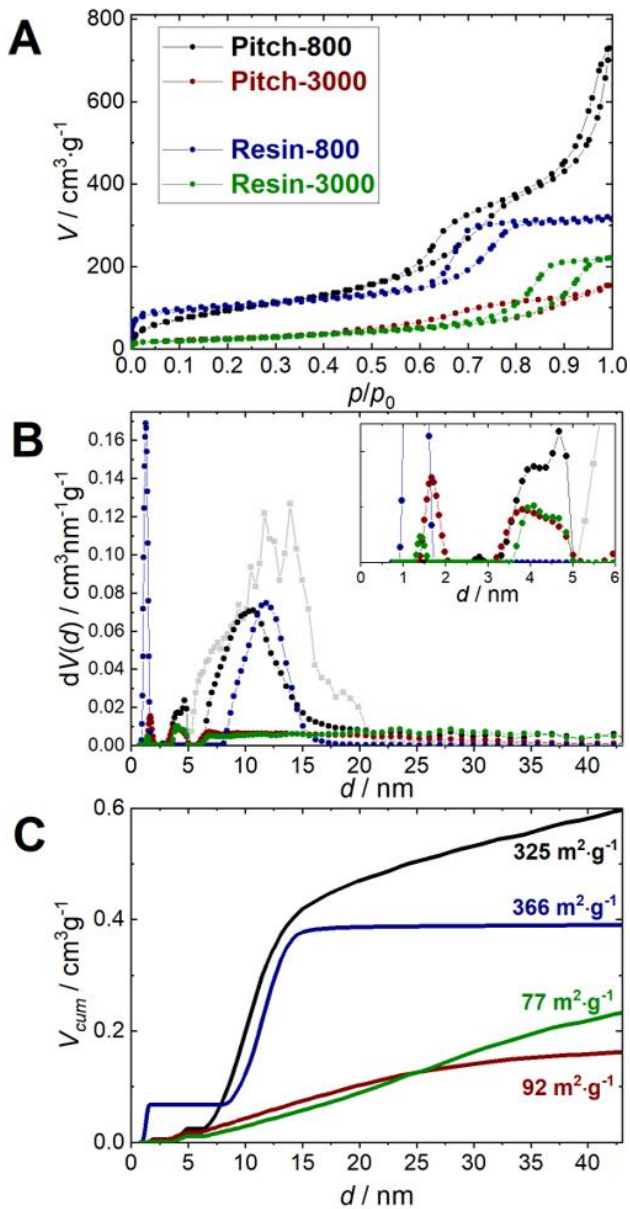 A
V / cm³·g⁻¹
800
600
400
200
0
Pitch-800
Pitch-3000
Resin-800
Resin-3000
0.0 0.1 0.2 0.3 0.4 0.5 0.6 0.7 0.8 0.9 1.0
p/p₀
B
dV(d) / cm³nm⁻¹g⁻¹
0.16
0.14
0.12
0.10
0.08
0.06
0.04
0.02
0.00
0 1 2 3 4 5 6
d / nm
0 5 10 15 20 25 30 35 40
d / nm
C
V_cum / cm³g⁻¹
0.6
0.4
0.2
0.0
325 m²·g⁻¹
366 m²·g⁻¹
77 m²·g⁻¹
92 m²·g⁻¹
0 5 10 15 20 25 30 35 40
d / nm